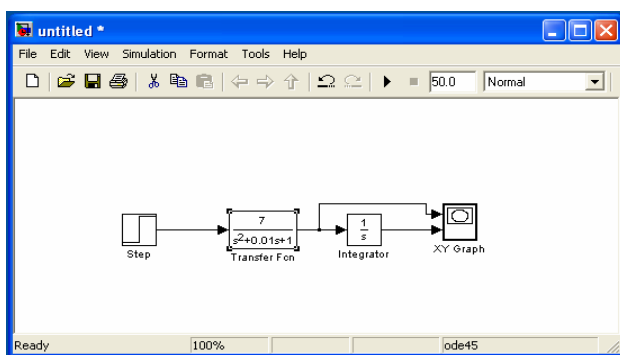 untitled *
File Edit View Simulation Format Tools Help
50.0 Normal
7
s²+0.01s+1
1
s
Step
Transfer Fcn
Integrator
XY Graph
Ready 100% ode45